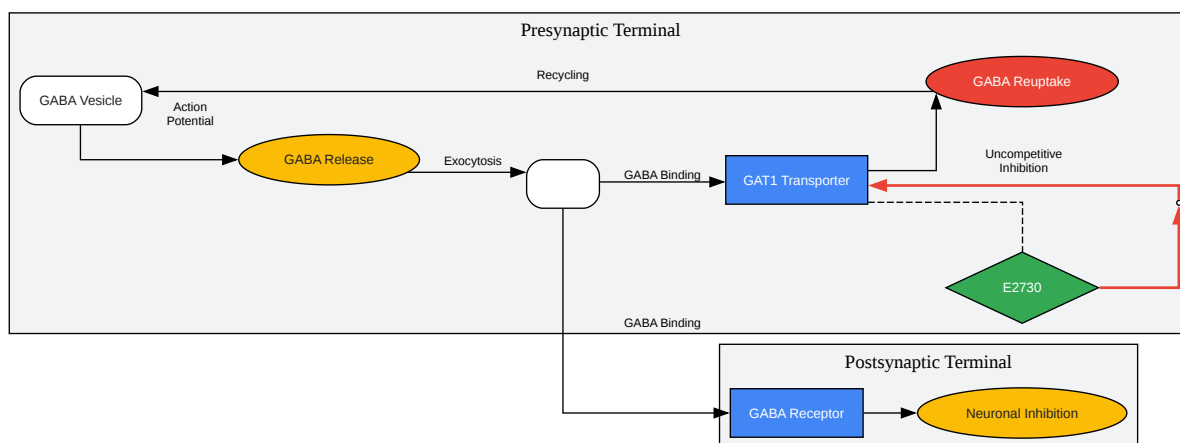 Presynaptic Terminal
Recycling
GABA Reuptake
GABA Vesicle
Action
Potential
GABA Release
Exocytosis
GABA Binding
GAT1 Transporter
Uncompetitive
Inhibition
E2730
GABA Binding
Postsynaptic Terminal
GABA Receptor
Neuronal Inhibition